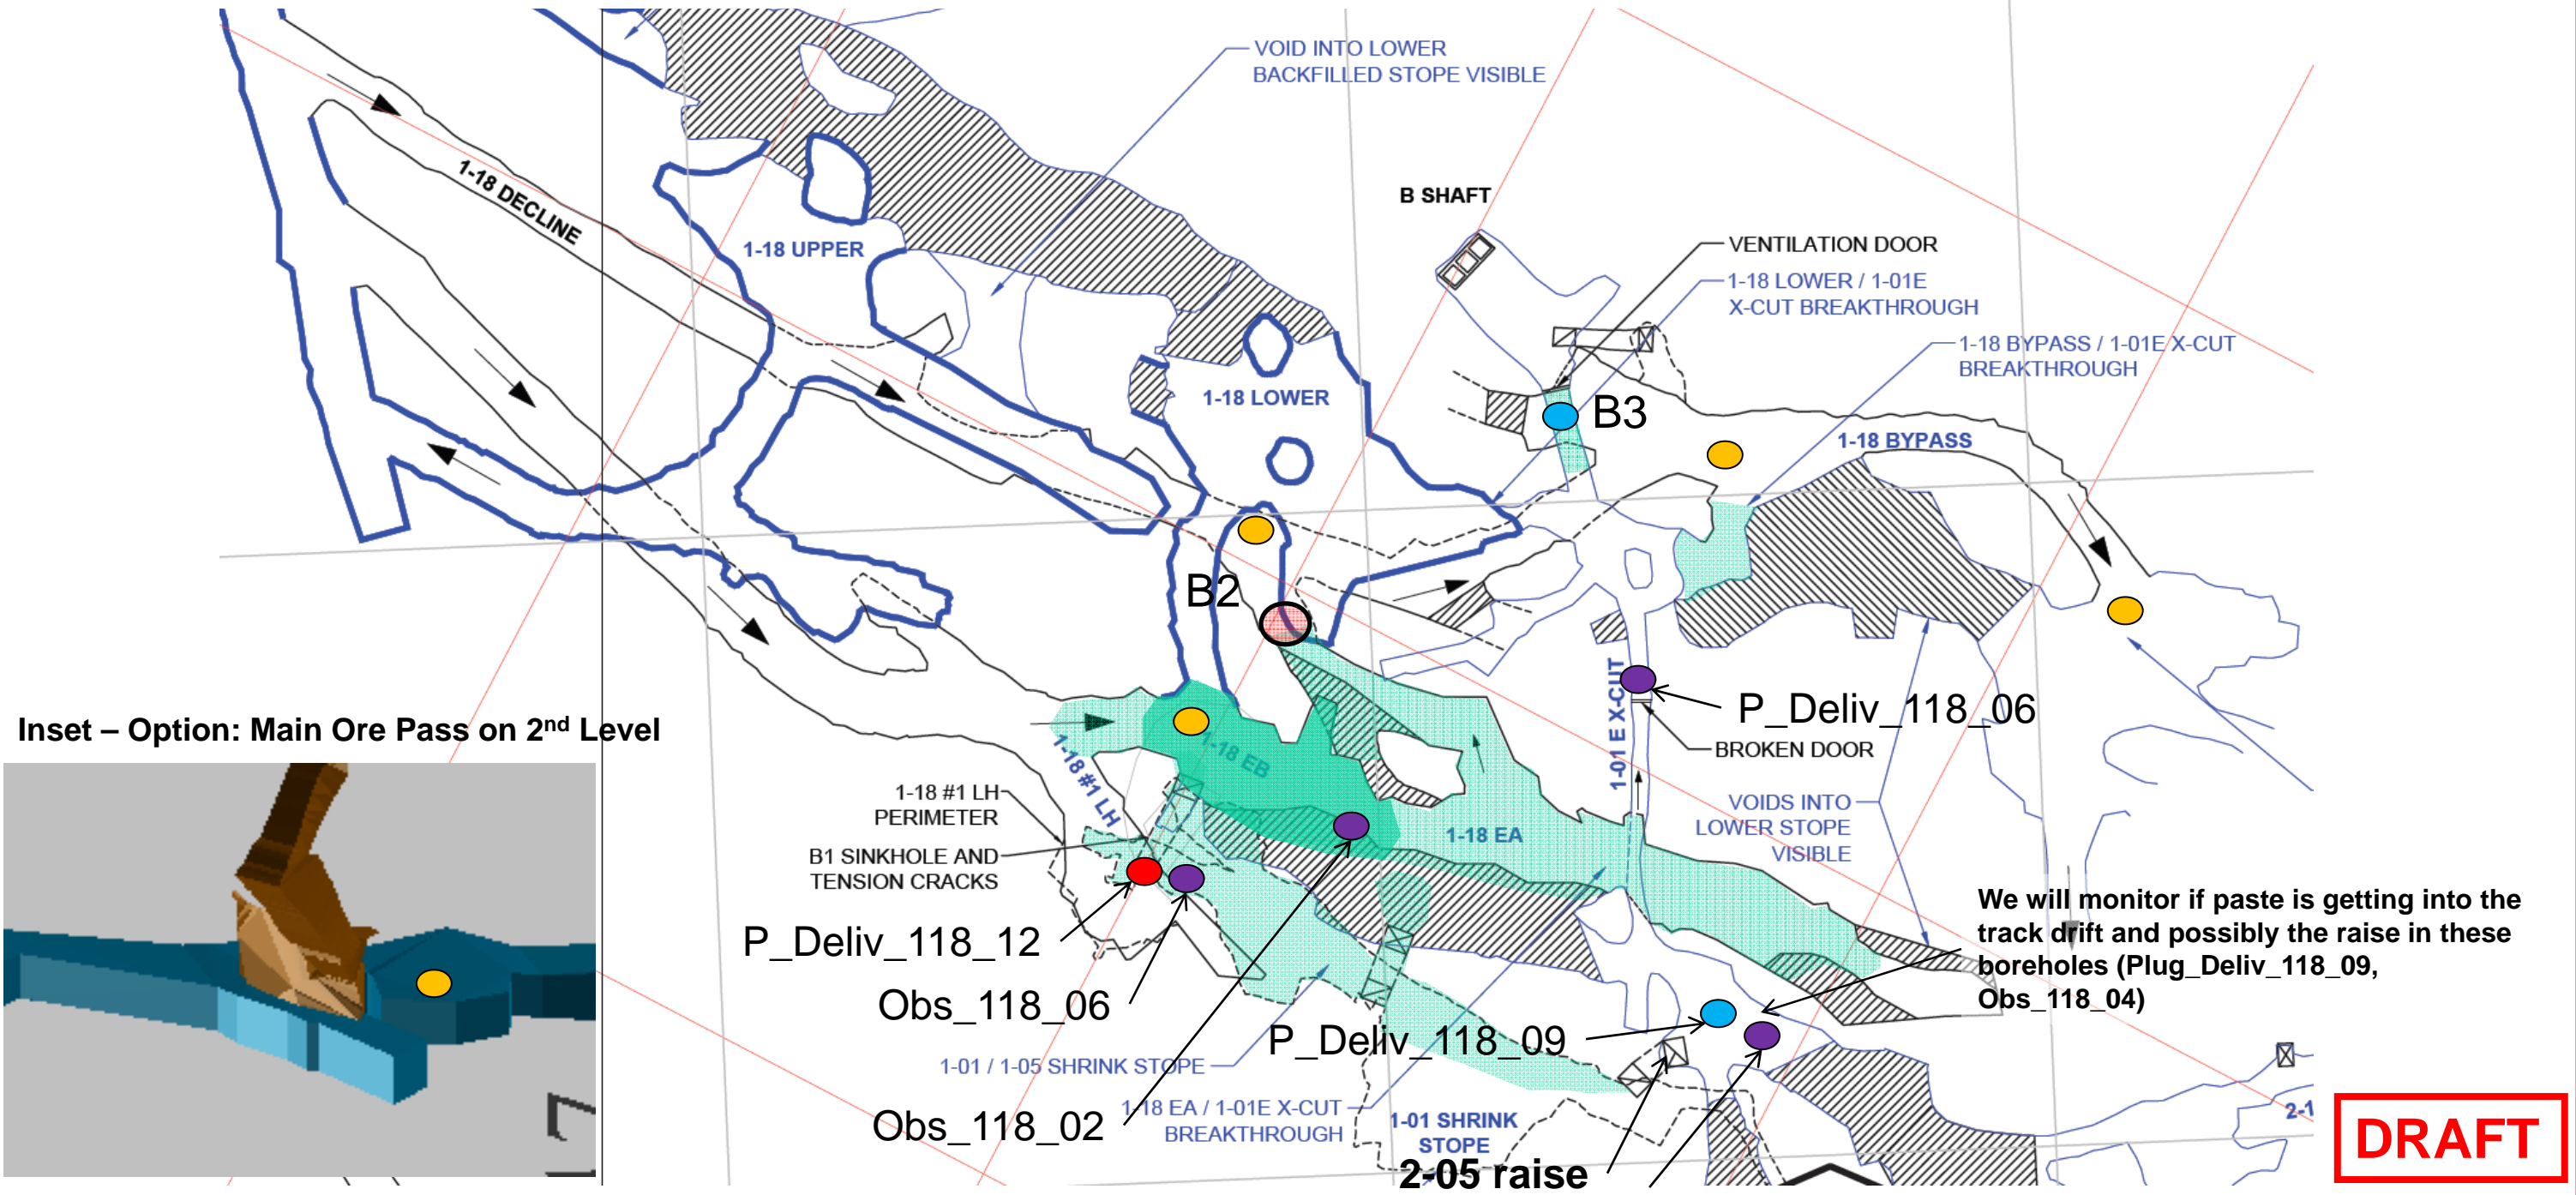 VOID INTO LOWER
BACKFILLED STOPE VISIBLE
1-18 DECLINE
B SHAFT
1-18 UPPER
VENTILATION DOOR
1-18 LOWER / 1-01E
X-CUT BREAKTHROUGH
1-18 BYPASS / 1-01E X-CUT
BREAKTHROUGH
1-18 LOWER
B3
1-18 BYPASS
B2
1-01 E X-CUT
P_Deliv_118_06
BROKEN DOOR
Inset – Option: Main Ore Pass on 2nd Level
1-18 EB
1-18 #1 LH
1-18 #1 LH
PERIMETER
B1 SINKHOLE AND
TENSION CRACKS
1-18 EA
VOIDS INTO
LOWER STOPE
VISIBLE
We will monitor if paste is getting into the
track drift and possibly the raise in these
boreholes (Plug_Deliv_118_09,
Obs_118_04)
P_Deliv_118_12
Obs_118_06
P_Deliv_118_09
1-01 / 1-05 SHRINK STOPE
Obs_118_02
1-18 EA / 1-01E X-CUT
BREAKTHROUGH
1-01 SHRINK
STOPE
2-05 raise
2-1
DRAFT